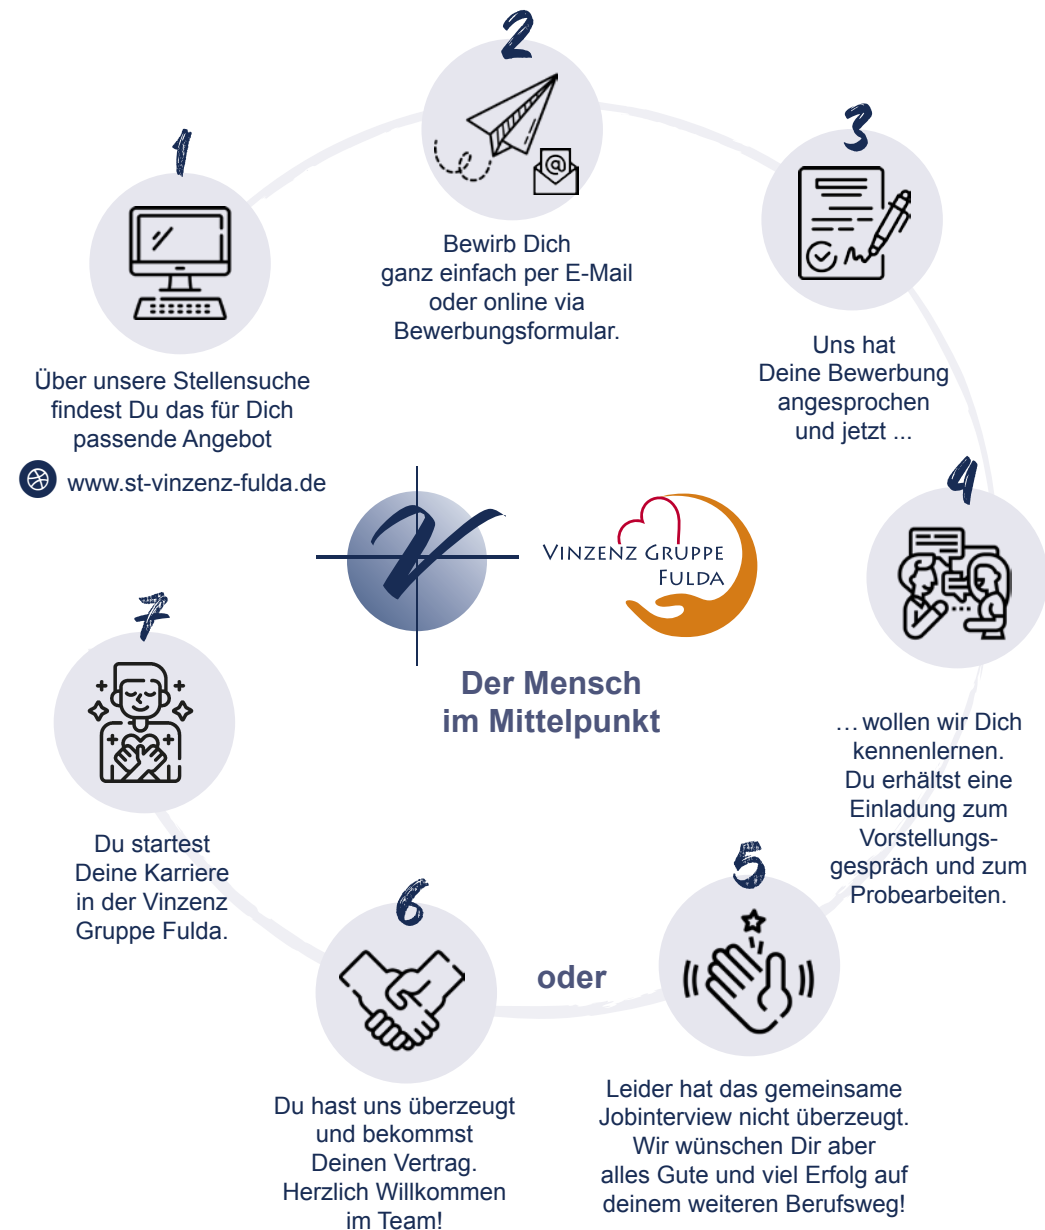 1
Über unsere Stellensuche
findest Du das für Dich
passende Angebot
www.st-vinzenz-fulda.de
2
Bewirb Dich
ganz einfach per E-Mail
oder online via
Bewerbungsformular.
3
Uns hat
Deine Bewerbung
angesprochen
und jetzt ...
4
… wollen wir Dich
kennenlernen.
Du erhältst eine
Einladung zum
Vorstellungs-
gespräch und zum
Probearbeiten.
VINZENZ GRUPPE
FULDA
Der Mensch
im Mittelpunkt
5
Leider hat das gemeinsame
Jobinterview nicht überzeugt.
Wir wünschen Dir aber
alles Gute und viel Erfolg auf
deinem weiteren Berufsweg!
oder
6
Du hast uns überzeugt
und bekommst
Deinen Vertrag.
Herzlich Willkommen
im Team!
7
Du startest
Deine Karriere
in der Vinzenz
Gruppe Fulda.